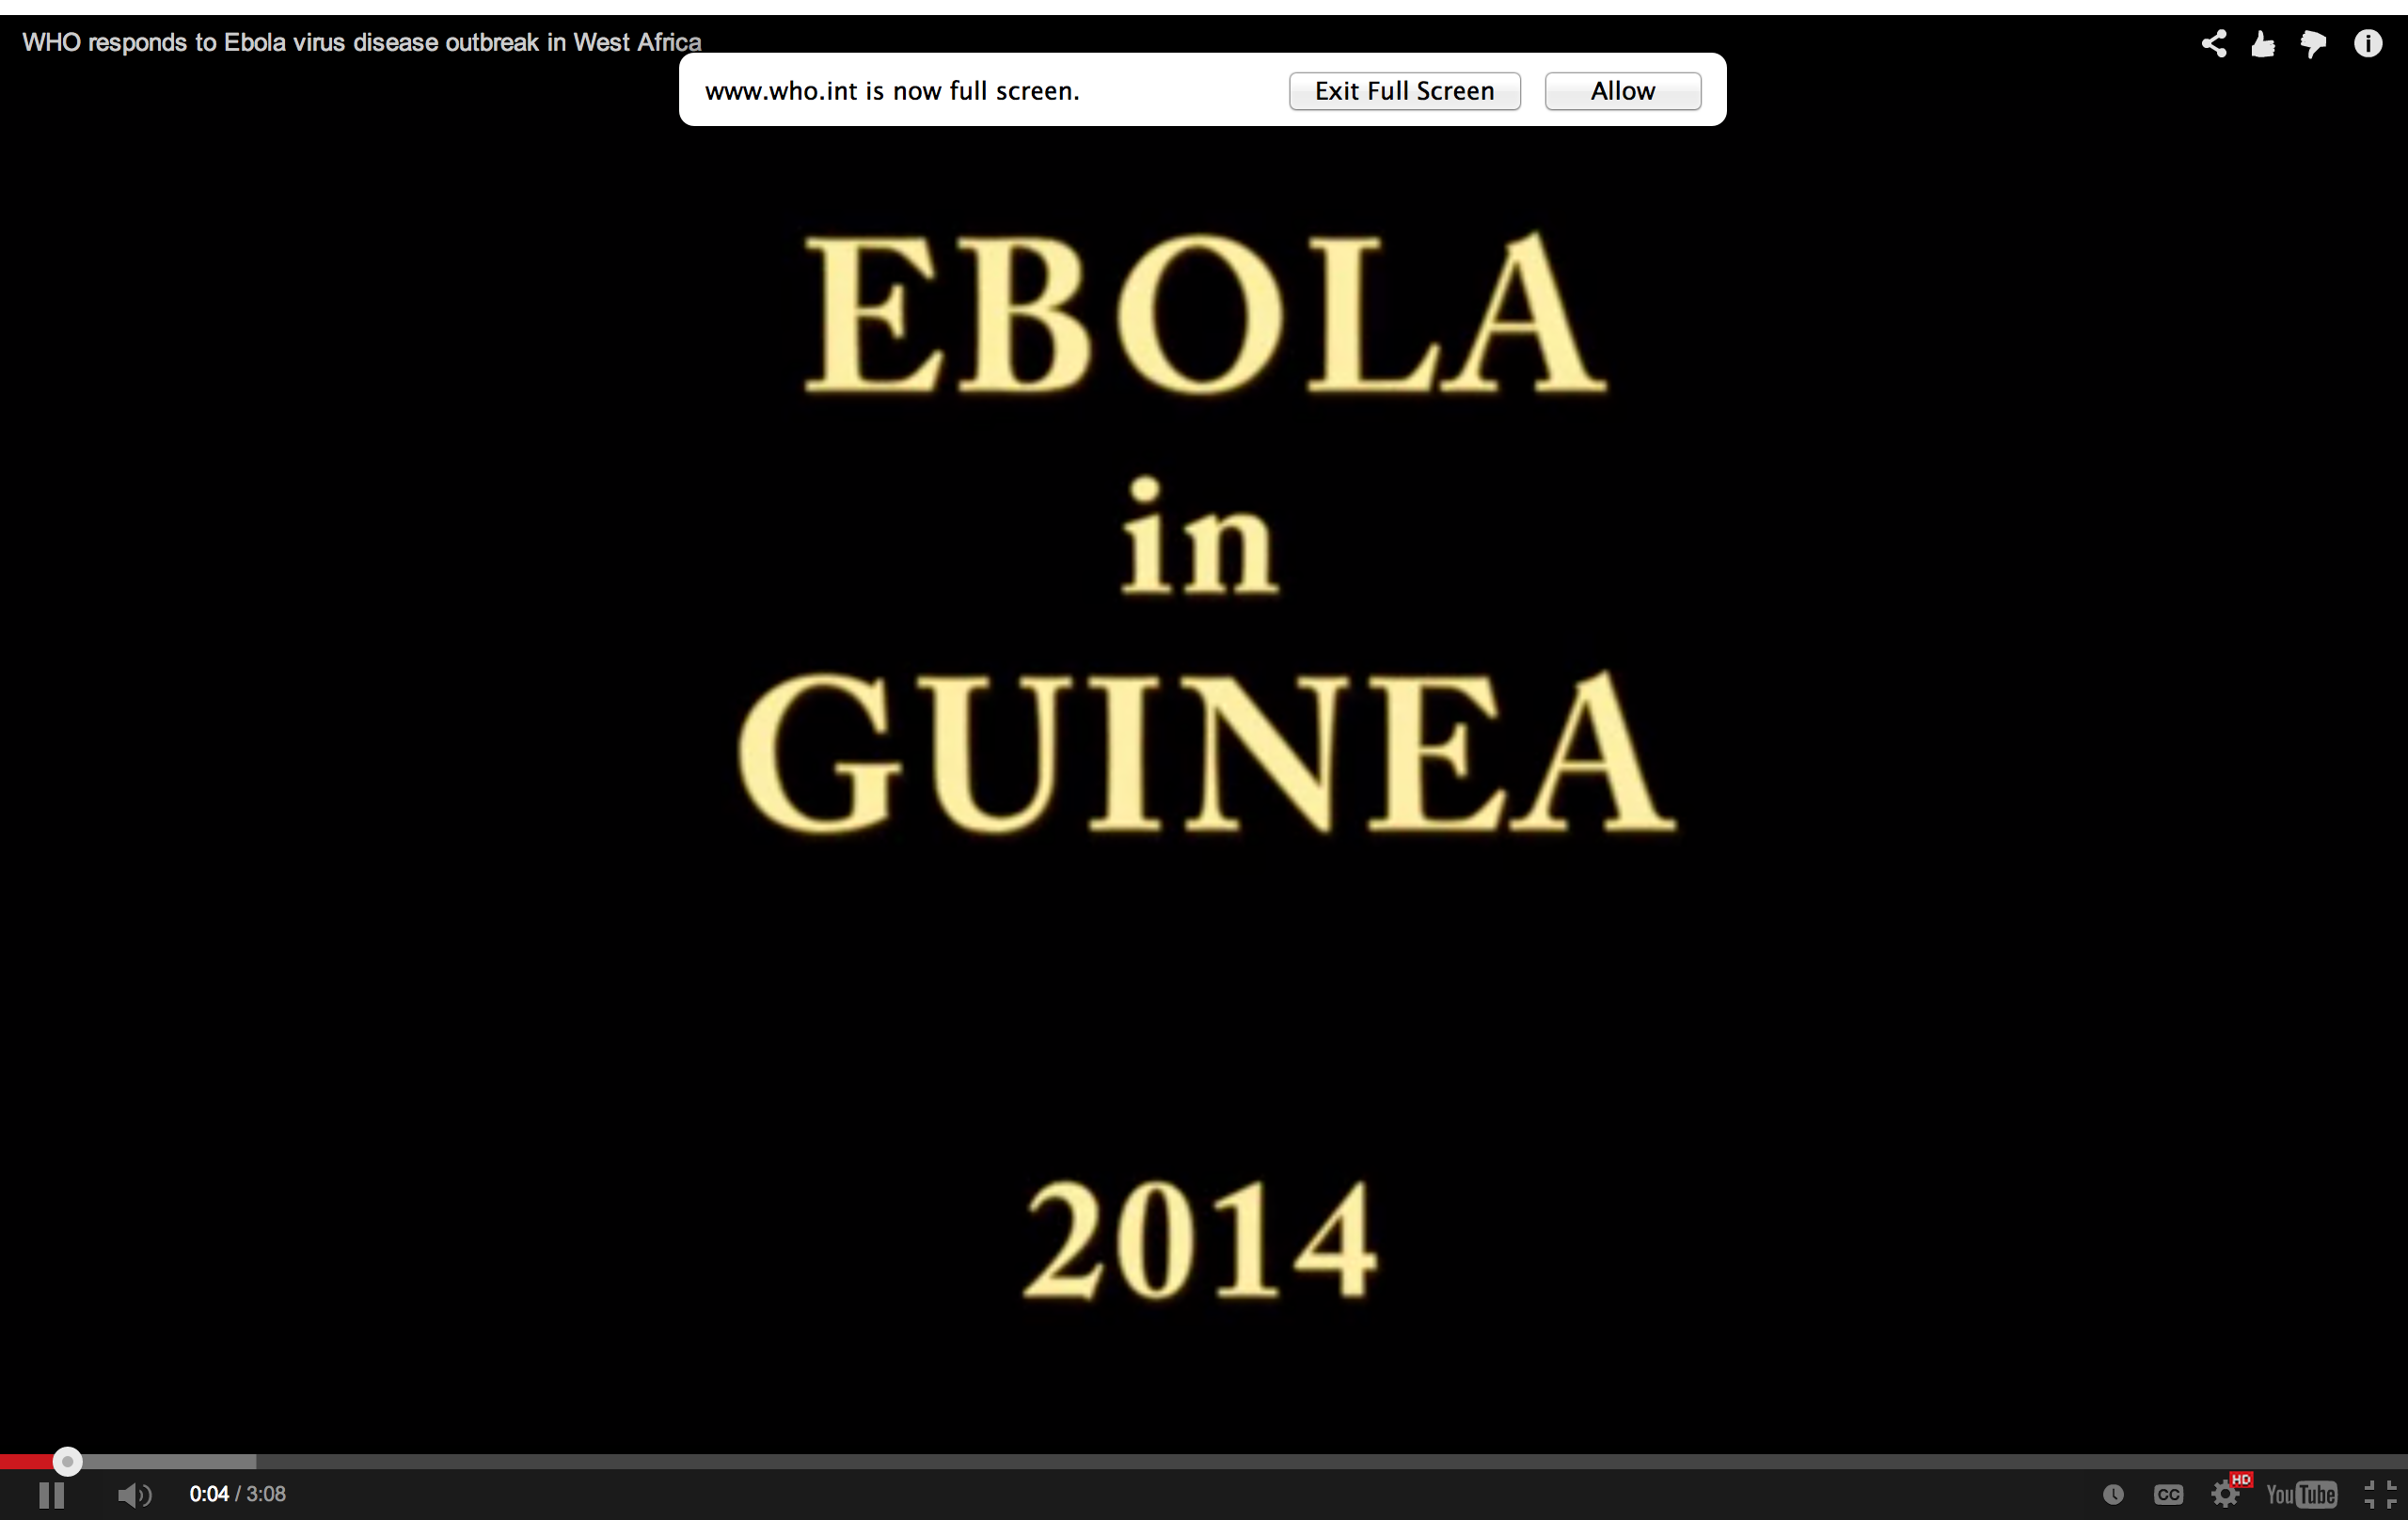 WHO responds to Ebola virus disease outbreak in West Africa
www.who.int is now full screen. Exit Full Screen Allow
EBOLA
in
GUINEA
2014
0:04 / 3:08 CC HD YouTube